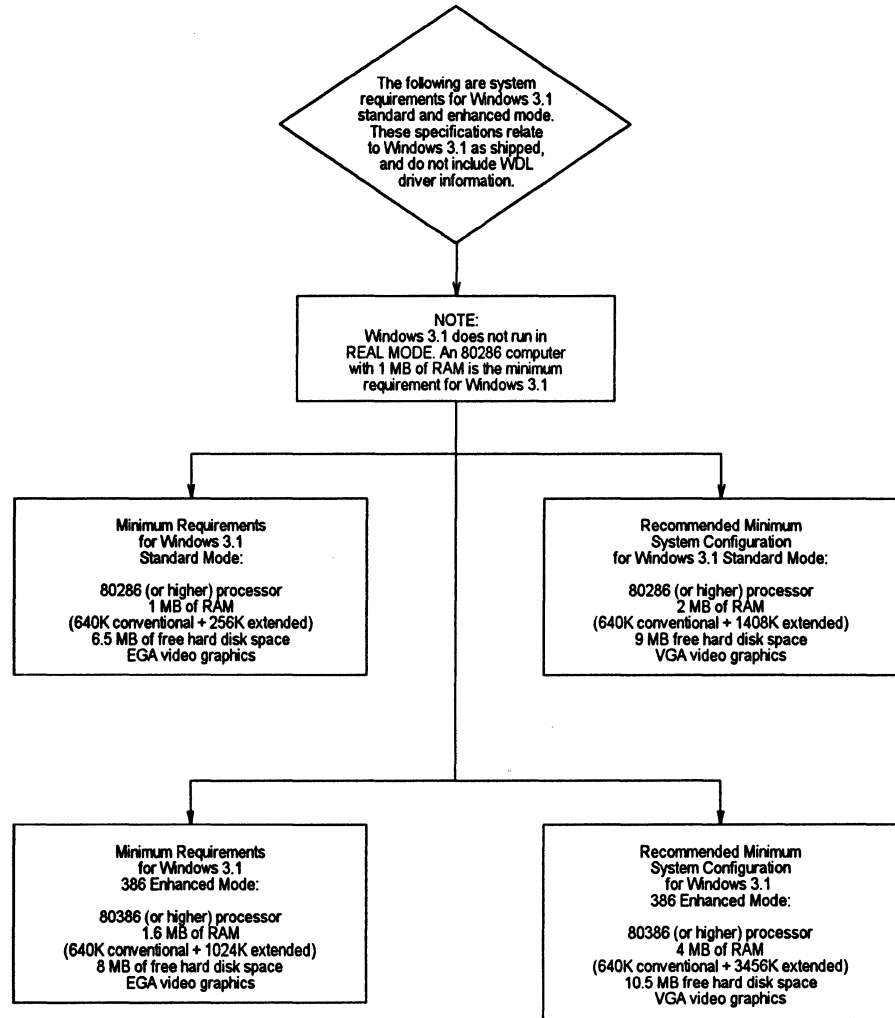 The following are system
requirements for Windows 3.1
standard and enhanced mode.
These specifications relate
to Windows 3.1 as shipped,
and do not include WDL
driver information.
NOTE:
Windows 3.1 does not run in
REAL MODE. An 80286 computer
with 1 MB of RAM is the minimum
requirement for Windows 3.1
Minimum Requirements
for Windows 3.1
Standard Mode:
80286 (or higher) processor
1 MB of RAM
(640K conventional + 256K extended)
6.5 MB of free hard disk space
EGA video graphics
Recommended Minimum
System Configuration
for Windows 3.1 Standard Mode:
80286 (or higher) processor
2 MB of RAM
(640K conventional + 1408K extended)
9 MB free hard disk space
VGA video graphics
Minimum Requirements
for Windows 3.1
386 Enhanced Mode:
80386 (or higher) processor
1.6 MB of RAM
(640K conventional + 1024K extended)
8 MB of free hard disk space
EGA video graphics
Recommended Minimum
System Configuration
for Windows 3.1
386 Enhanced Mode:
80386 (or higher) processor
4 MB of RAM
(640K conventional + 3456K extended)
10.5 MB free hard disk space
VGA video graphics